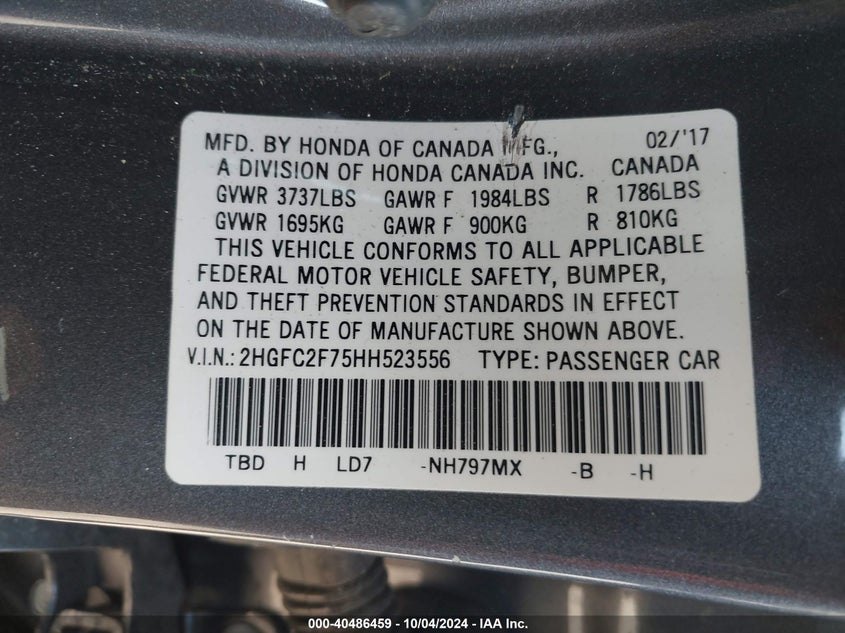 MFD. BY HONDA OF CANADA MFG., 02/'17
A DIVISION OF HONDA CANADA INC. CANADA
GVWR 3737LBS GAWR F 1984LBS R 1786LBS
GVWR 1695KG GAWR F 900KG R 810KG
THIS VEHICLE CONFORMS TO ALL APPLICABLE
FEDERAL MOTOR VEHICLE SAFETY, BUMPER,
AND THEFT PREVENTION STANDARDS IN EFFECT
ON THE DATE OF MANUFACTURE SHOWN ABOVE.
V.I.N.: 2HGFC2F75HH523556 TYPE: PASSENGER CAR
TBD H LD7 -NH797MX -B -H
000-40486459 - 10/04/2024 - IAA Inc.